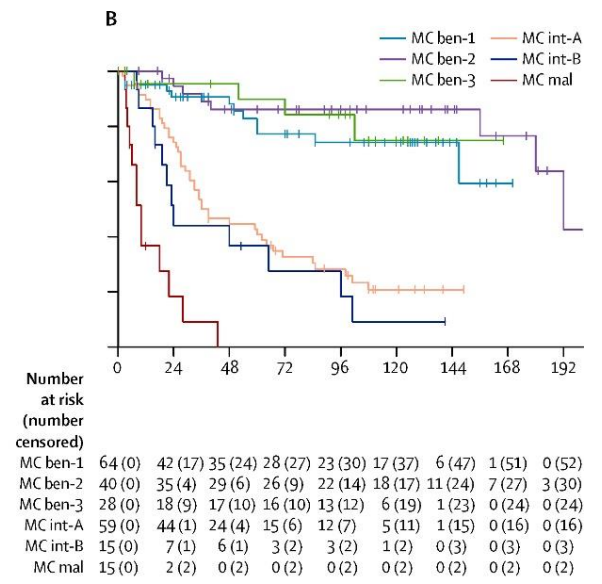 B
MC ben-1 MC int-A
MC ben-2 MC int-B
MC ben-3 MC mal
0 24 48 72 96 120 144 168 192
Number
at risk
(number
censored)
MC ben-1 64 (0) 42 (17) 35 (24) 28 (27) 23 (30) 17 (37) 6 (47) 1 (51) 0 (52)
MC ben-2 40 (0) 35 (4) 29 (6) 26 (9) 22 (14) 18 (17) 11 (24) 7 (27) 3 (30)
MC ben-3 28 (0) 18 (9) 17 (10) 16 (10) 13 (12) 6 (19) 1 (23) 0 (24) 0 (24)
MC int-A 59 (0) 44 (1) 24 (4) 15 (6) 12 (7) 5 (11) 1 (15) 0 (16) 0 (16)
MC int-B 15 (0) 7 (1) 6 (1) 3 (2) 3 (2) 1 (2) 0 (3) 0 (3) 0 (3)
MC mal 15 (0) 2 (2) 0 (2) 0 (2) 0 (2) 0 (2) 0 (2) 0 (2) 0 (2)